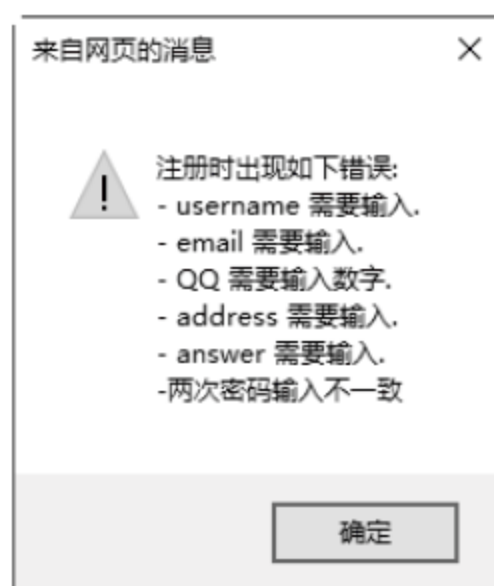 来自网页的消息
注册时出现如下错误:
- username 需要输入.
- email 需要输入.
- QQ 需要输入数字.
- address 需要输入.
- answer 需要输入.
-两次密码输入不一致
确定